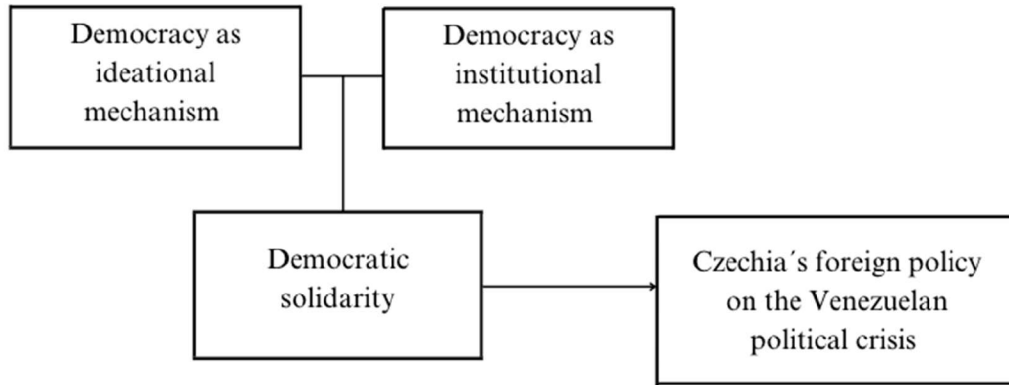 Democracy as
ideational
mechanism
Democracy as
institutional
mechanism
Democratic
solidarity
Czechia´s foreign policy
on the Venezuelan
political crisis